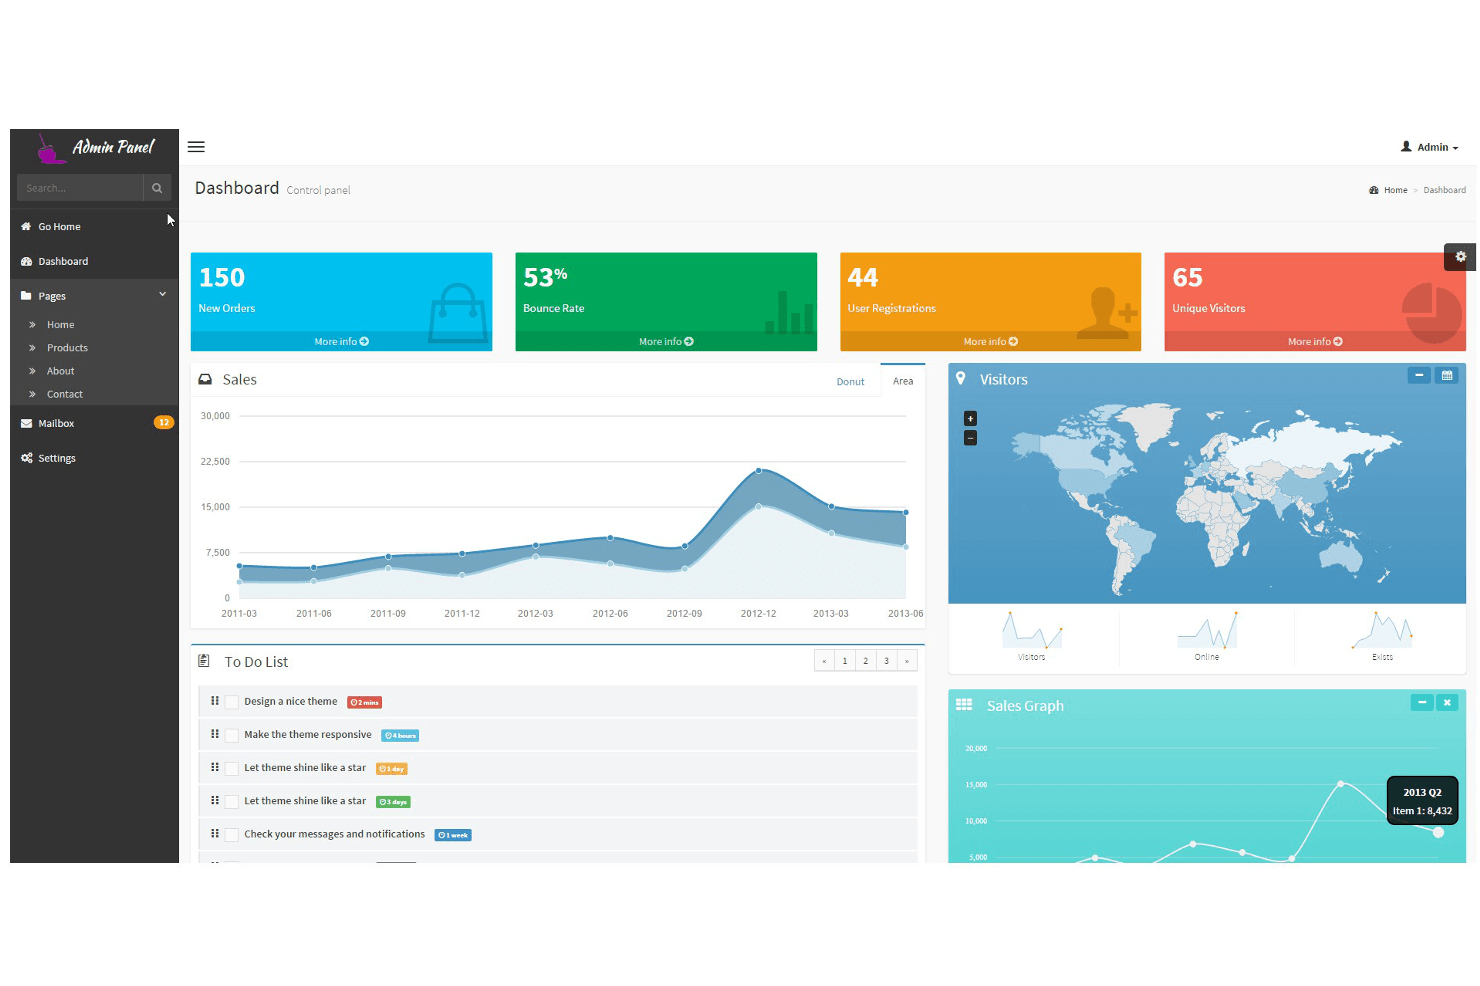 Admin Panel
Search...
Go Home
Dashboard
Pages
Home
Products
About
Contact
Mailbox 12
Settings
Admin
Dashboard Control panel
Home > Dashboard
150
New Orders
More info
53%
Bounce Rate
More info
44
User Registrations
More info
65
Unique Visitors
More info
Sales
Donut Area
30,000
22,500
15,000
7,500
0
2011-03 2011-06 2011-09 2011-12 2012-03 2012-06 2012-09 2012-12 2013-03 2013-06
To Do List
« 1 2 3 »
Design a nice theme 2 mins
Make the theme responsive 4 hours
Let theme shine like a star 1 day
Let theme shine like a star 3 days
Check your messages and notifications 1 week
Visitors
+
−
Visitors Online Exists
Sales Graph
20,000
15,000
10,000
5,000
2013 Q2
Item 1: 8,432